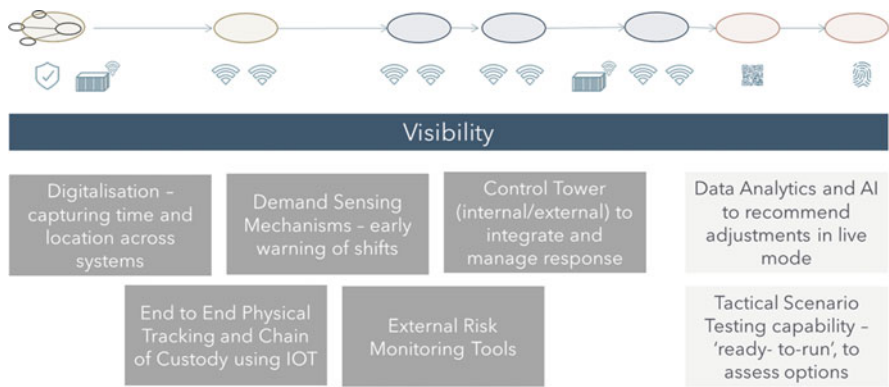 Visibility
Digitalisation –
capturing time and
location across
systems
Demand Sensing
Mechanisms – early
warning of shifts
Control Tower
(internal/external) to
integrate and
manage response
Data Analytics and AI
to recommend
adjustments in live
mode
End to End Physical
Tracking and Chain
of Custody using IOT
External Risk
Monitoring Tools
Tactical Scenario
Testing capability –
‘ready- to-run’, to
assess options